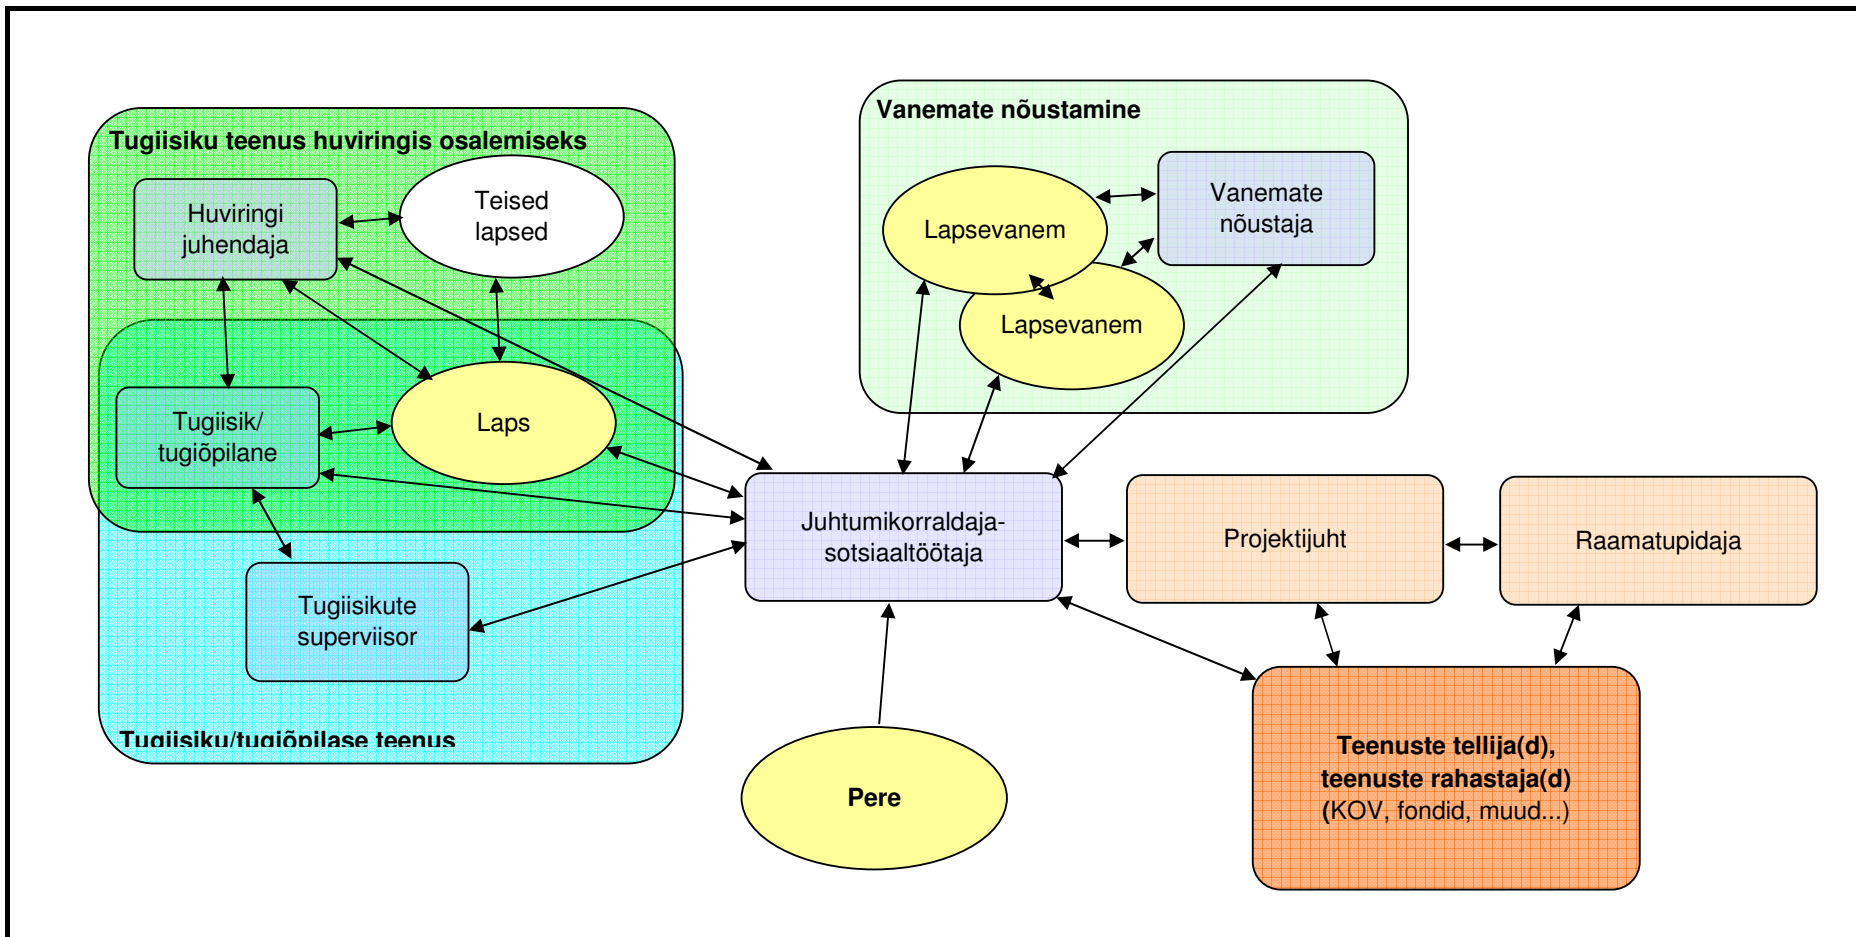 Tugiisiku teenus huviringis osalemiseks
Huviringi
juhendaja
Teised
lapsed
Tugiisik/
tugiõpilane
Laps
Tugiisikute
superviisor
Tugiisiku/tugiõpilase teenus
Vanemate nõustamine
Lapsevanem
Lapsevanem
Vanemate
nõustaja
Juhtumikorraldaja-
sotsiaaltöötaja
Projektijuht
Raamatupidaja
Pere
Teenuste tellija(d),
teenuste rahastaja(d)
(KOV, fondid, muud...)